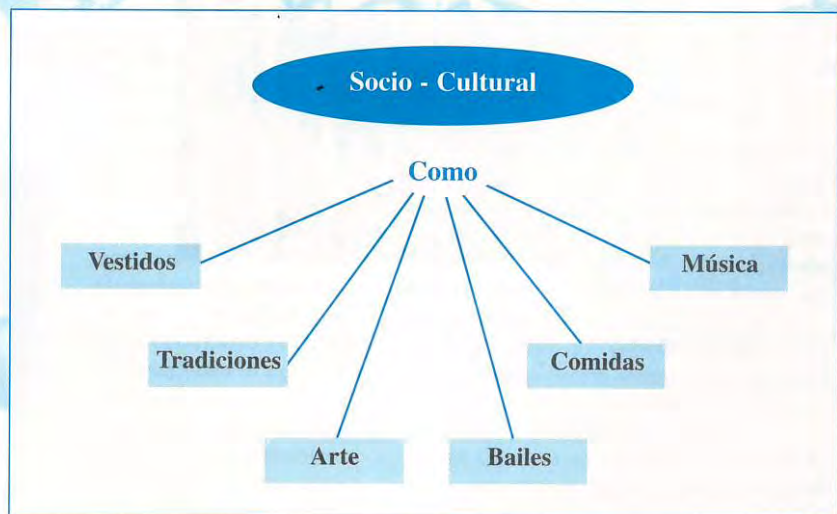 Socio - Cultural
Como
Vestidos
Música
Tradiciones
Comidas
Arte
Bailes